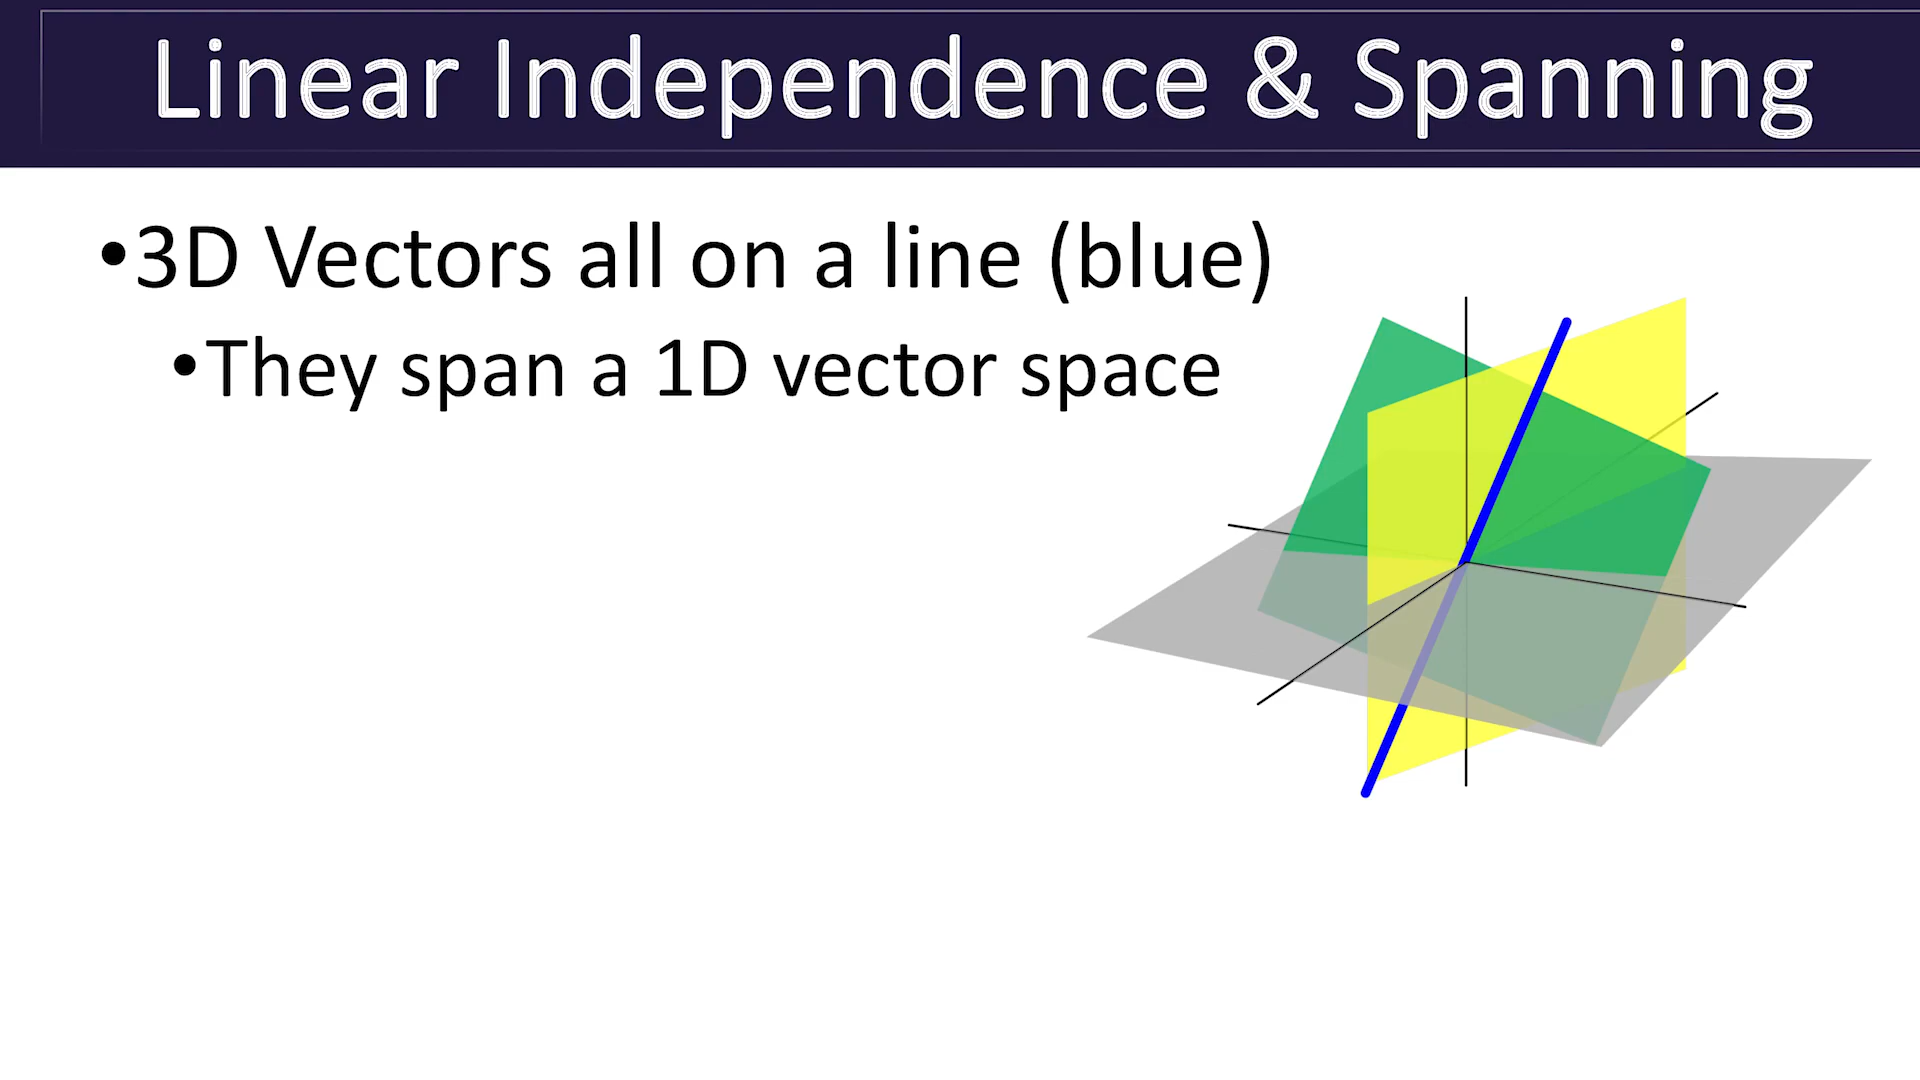 Linear Independence & Spanning
•3D Vectors all on a line (blue)
•They span a 1D vector space